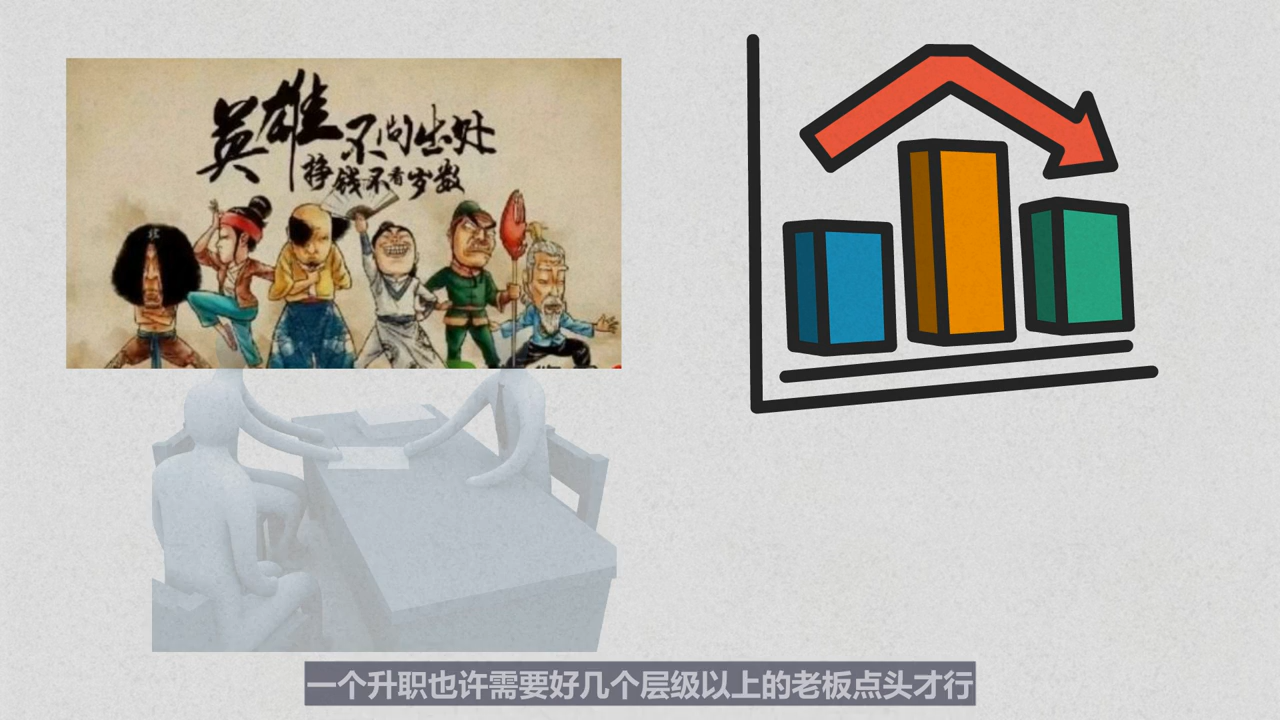 英雄不问出处
挣钱不看岁数
一个升职也许需要好几个层级以上的老板点头才行